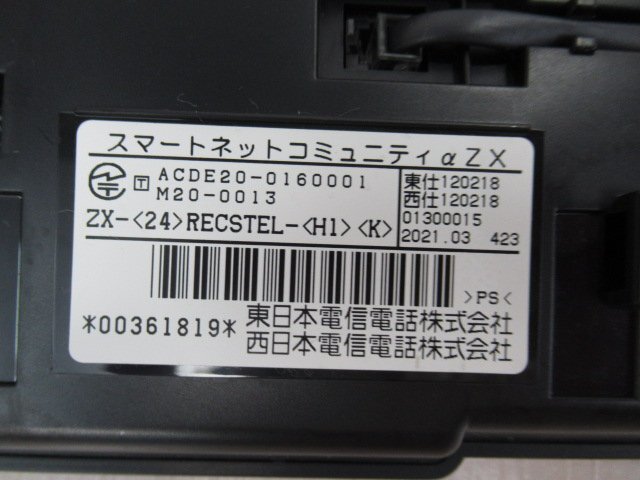 スマートネットコミュニティαZX
T ACDE20-0160001
M20-0013
ZX-<24>RECSTEL-<H1><K>
東仕120218
西仕120218
01300015
2021.03 423
>PS<
*00361819*
東日本電信電話株式会社
西日本電信電話株式会社